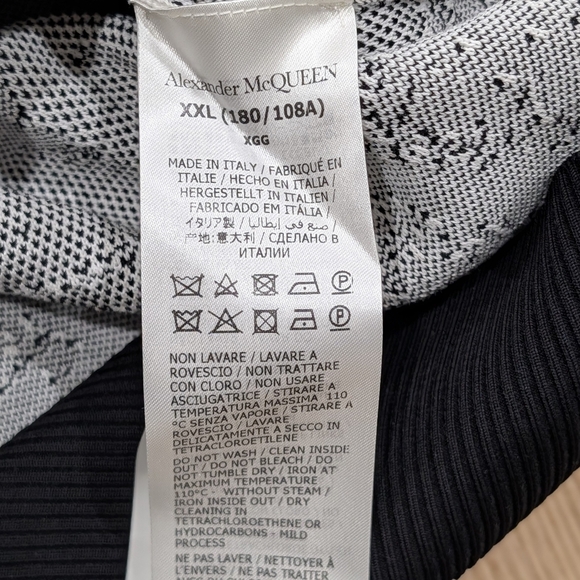 Alexander McQUEEN
XXL (180/108A)
XGG
MADE IN ITALY / FABRIQUÉ EN
ITALIE / HECHO EN ITALIA /
HERGESTELLT IN ITALIEN /
FABRICADO EM ITÁLIA /
イタリア製 / صنع في إيطاليا /
产地:意大利 / СДЕЛАНО В
ИТАЛИИ
P
P
NON LAVARE / LAVARE A
ROVESCIO / NON TRATTARE
CON CLORO / NON USARE
ASCIUGATRICE / STIRARE A
TEMPERATURA MASSIMA 110
°C SENZA VAPORE / STIRARE A
ROVESCIO / LAVARE
DELICATAMENTE A SECCO IN
TETRACLOROETILENE
DO NOT WASH / CLEAN INSIDE
OUT / DO NOT BLEACH / DO
NOT TUMBLE DRY / IRON AT
MAXIMUM TEMPERATURE
110°C - WITHOUT STEAM /
IRON INSIDE OUT / DRY
CLEANING IN
TETRACHLOROETHENE OR
HYDROCARBONS - MILD
PROCESS
NE PAS LAVER / NETTOYER À
L'ENVERS / NE PAS TRAITER